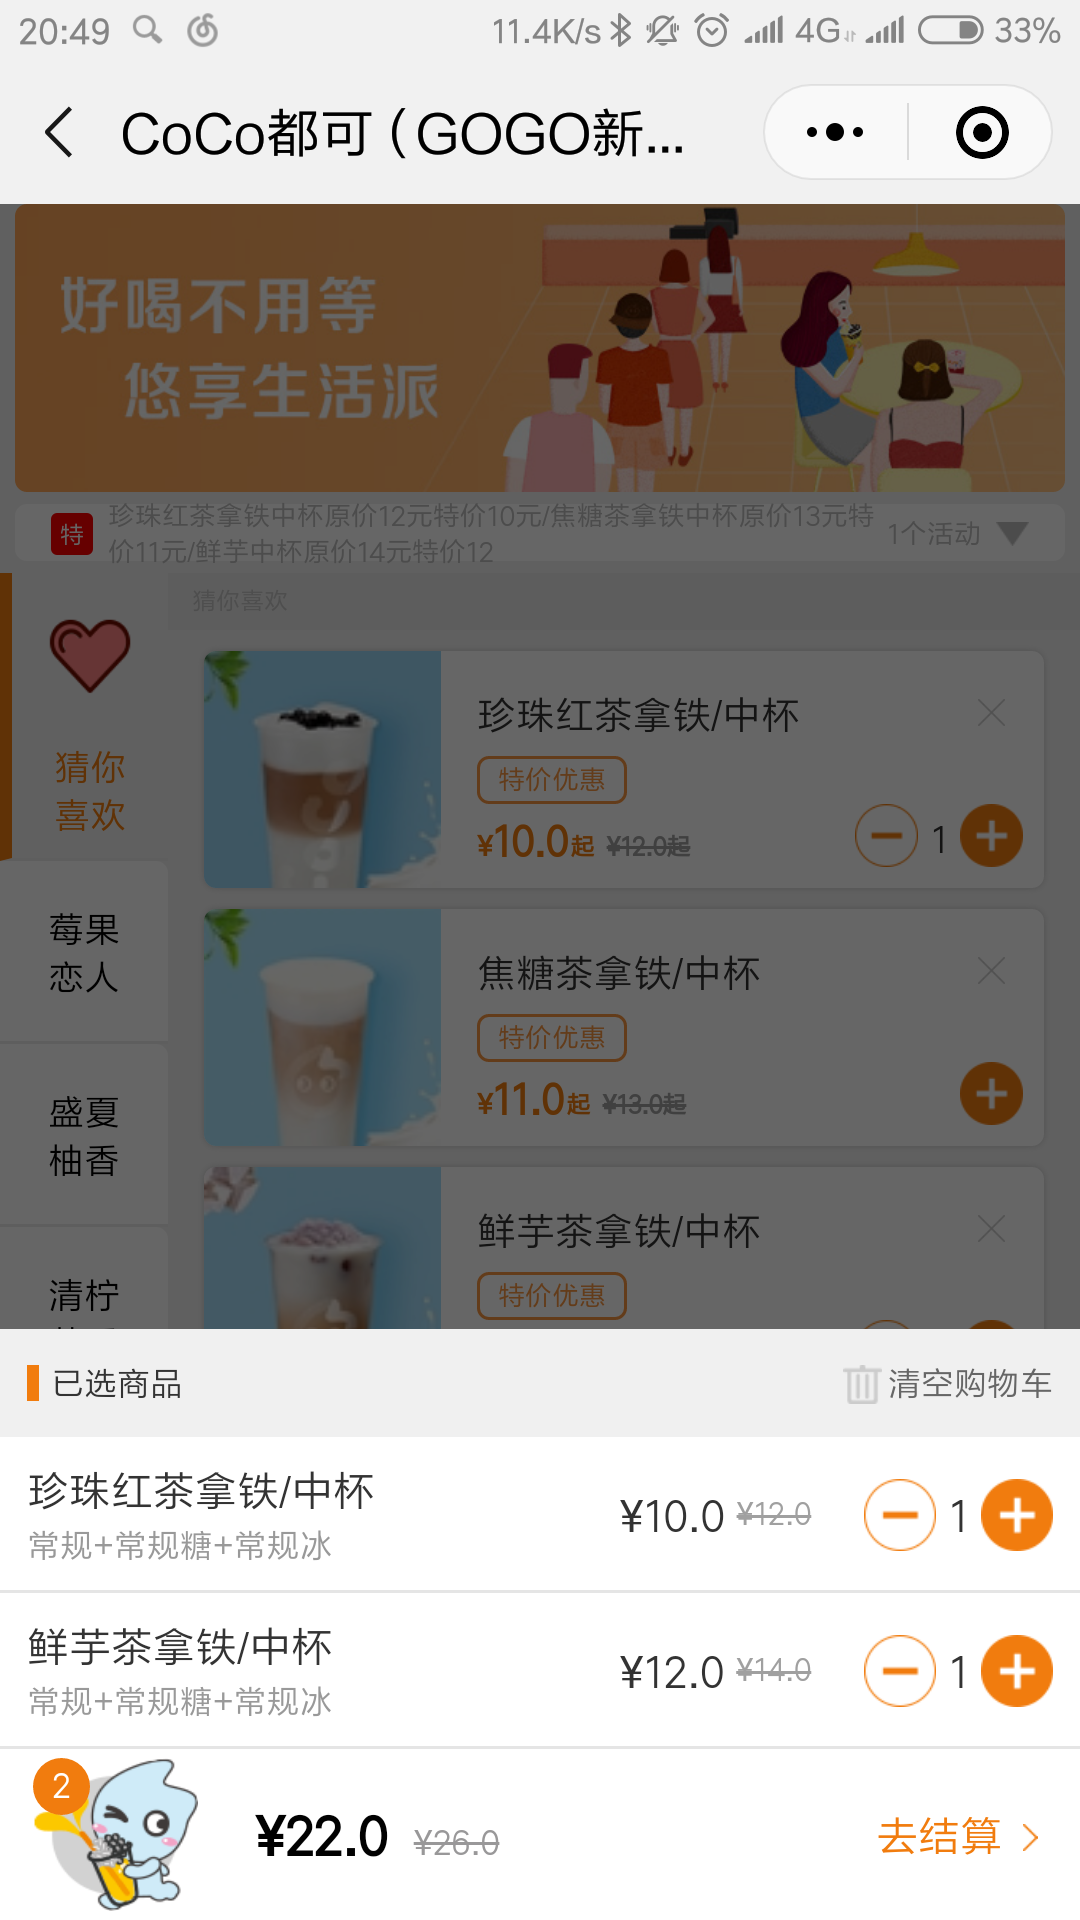 20:49
11.4K/s 4G 33%
CoCo都可（GOGO新...
好喝不用等
悠享生活派
特
珍珠红茶拿铁中杯原价12元特价10元/焦糖茶拿铁中杯原价13元特
价11元/鲜芋中杯原价14元特价12
1个活动
猜你喜欢
猜你
喜欢
珍珠红茶拿铁/中杯
特价优惠
¥10.0起 ¥12.0起
1
莓果
恋人
焦糖茶拿铁/中杯
特价优惠
¥11.0起 ¥13.0起
盛夏
柚香
鲜芋茶拿铁/中杯
特价优惠
清柠
已选商品
清空购物车
珍珠红茶拿铁/中杯
常规+常规糖+常规冰
¥10.0 ¥12.0
1
鲜芋茶拿铁/中杯
常规+常规糖+常规冰
¥12.0 ¥14.0
1
2
¥22.0 ¥26.0
去结算